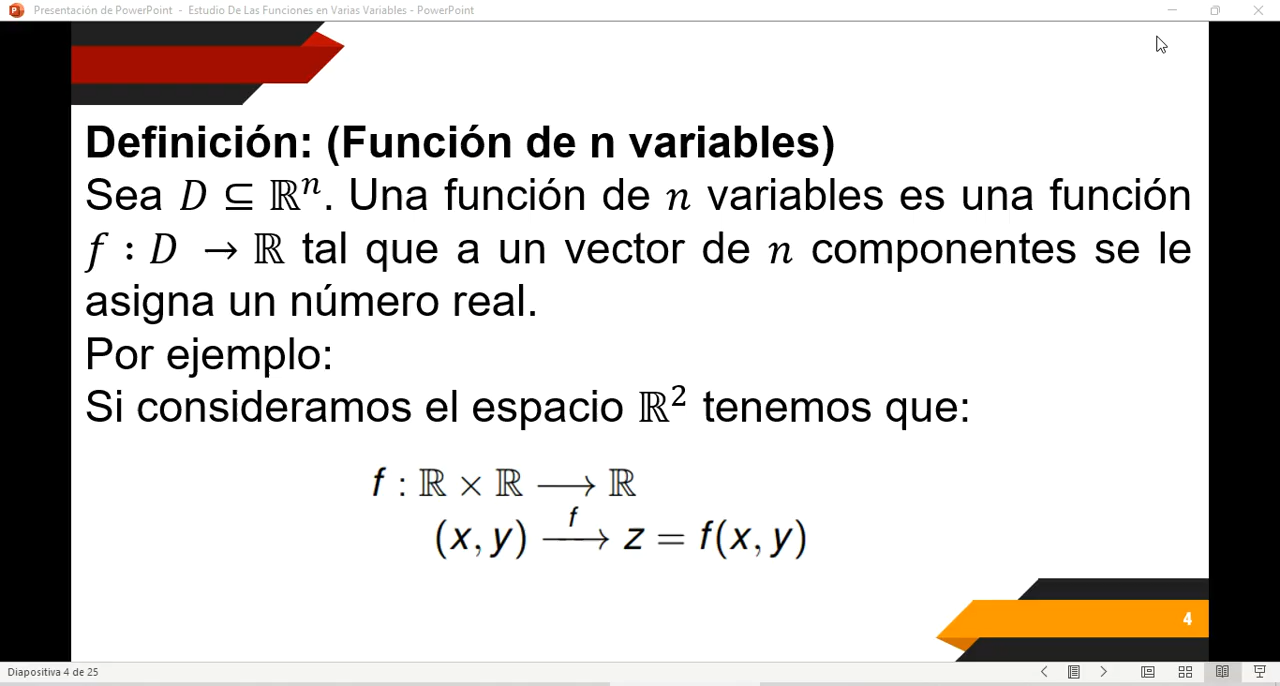 Presentación de PowerPoint - Estudio De Las Funciones en Varias Variables - PowerPoint
Definición: (Función de n variables)
Sea D ⊆ ℝⁿ. Una función de n variables es una función
f : D → ℝ tal que a un vector de n componentes se le
asigna un número real.
Por ejemplo:
Si consideramos el espacio ℝ² tenemos que:
f : ℝ × ℝ ⟶ ℝ
(x, y) ⟶ᶠ z = f(x, y)
4
Diapositiva 4 de 25